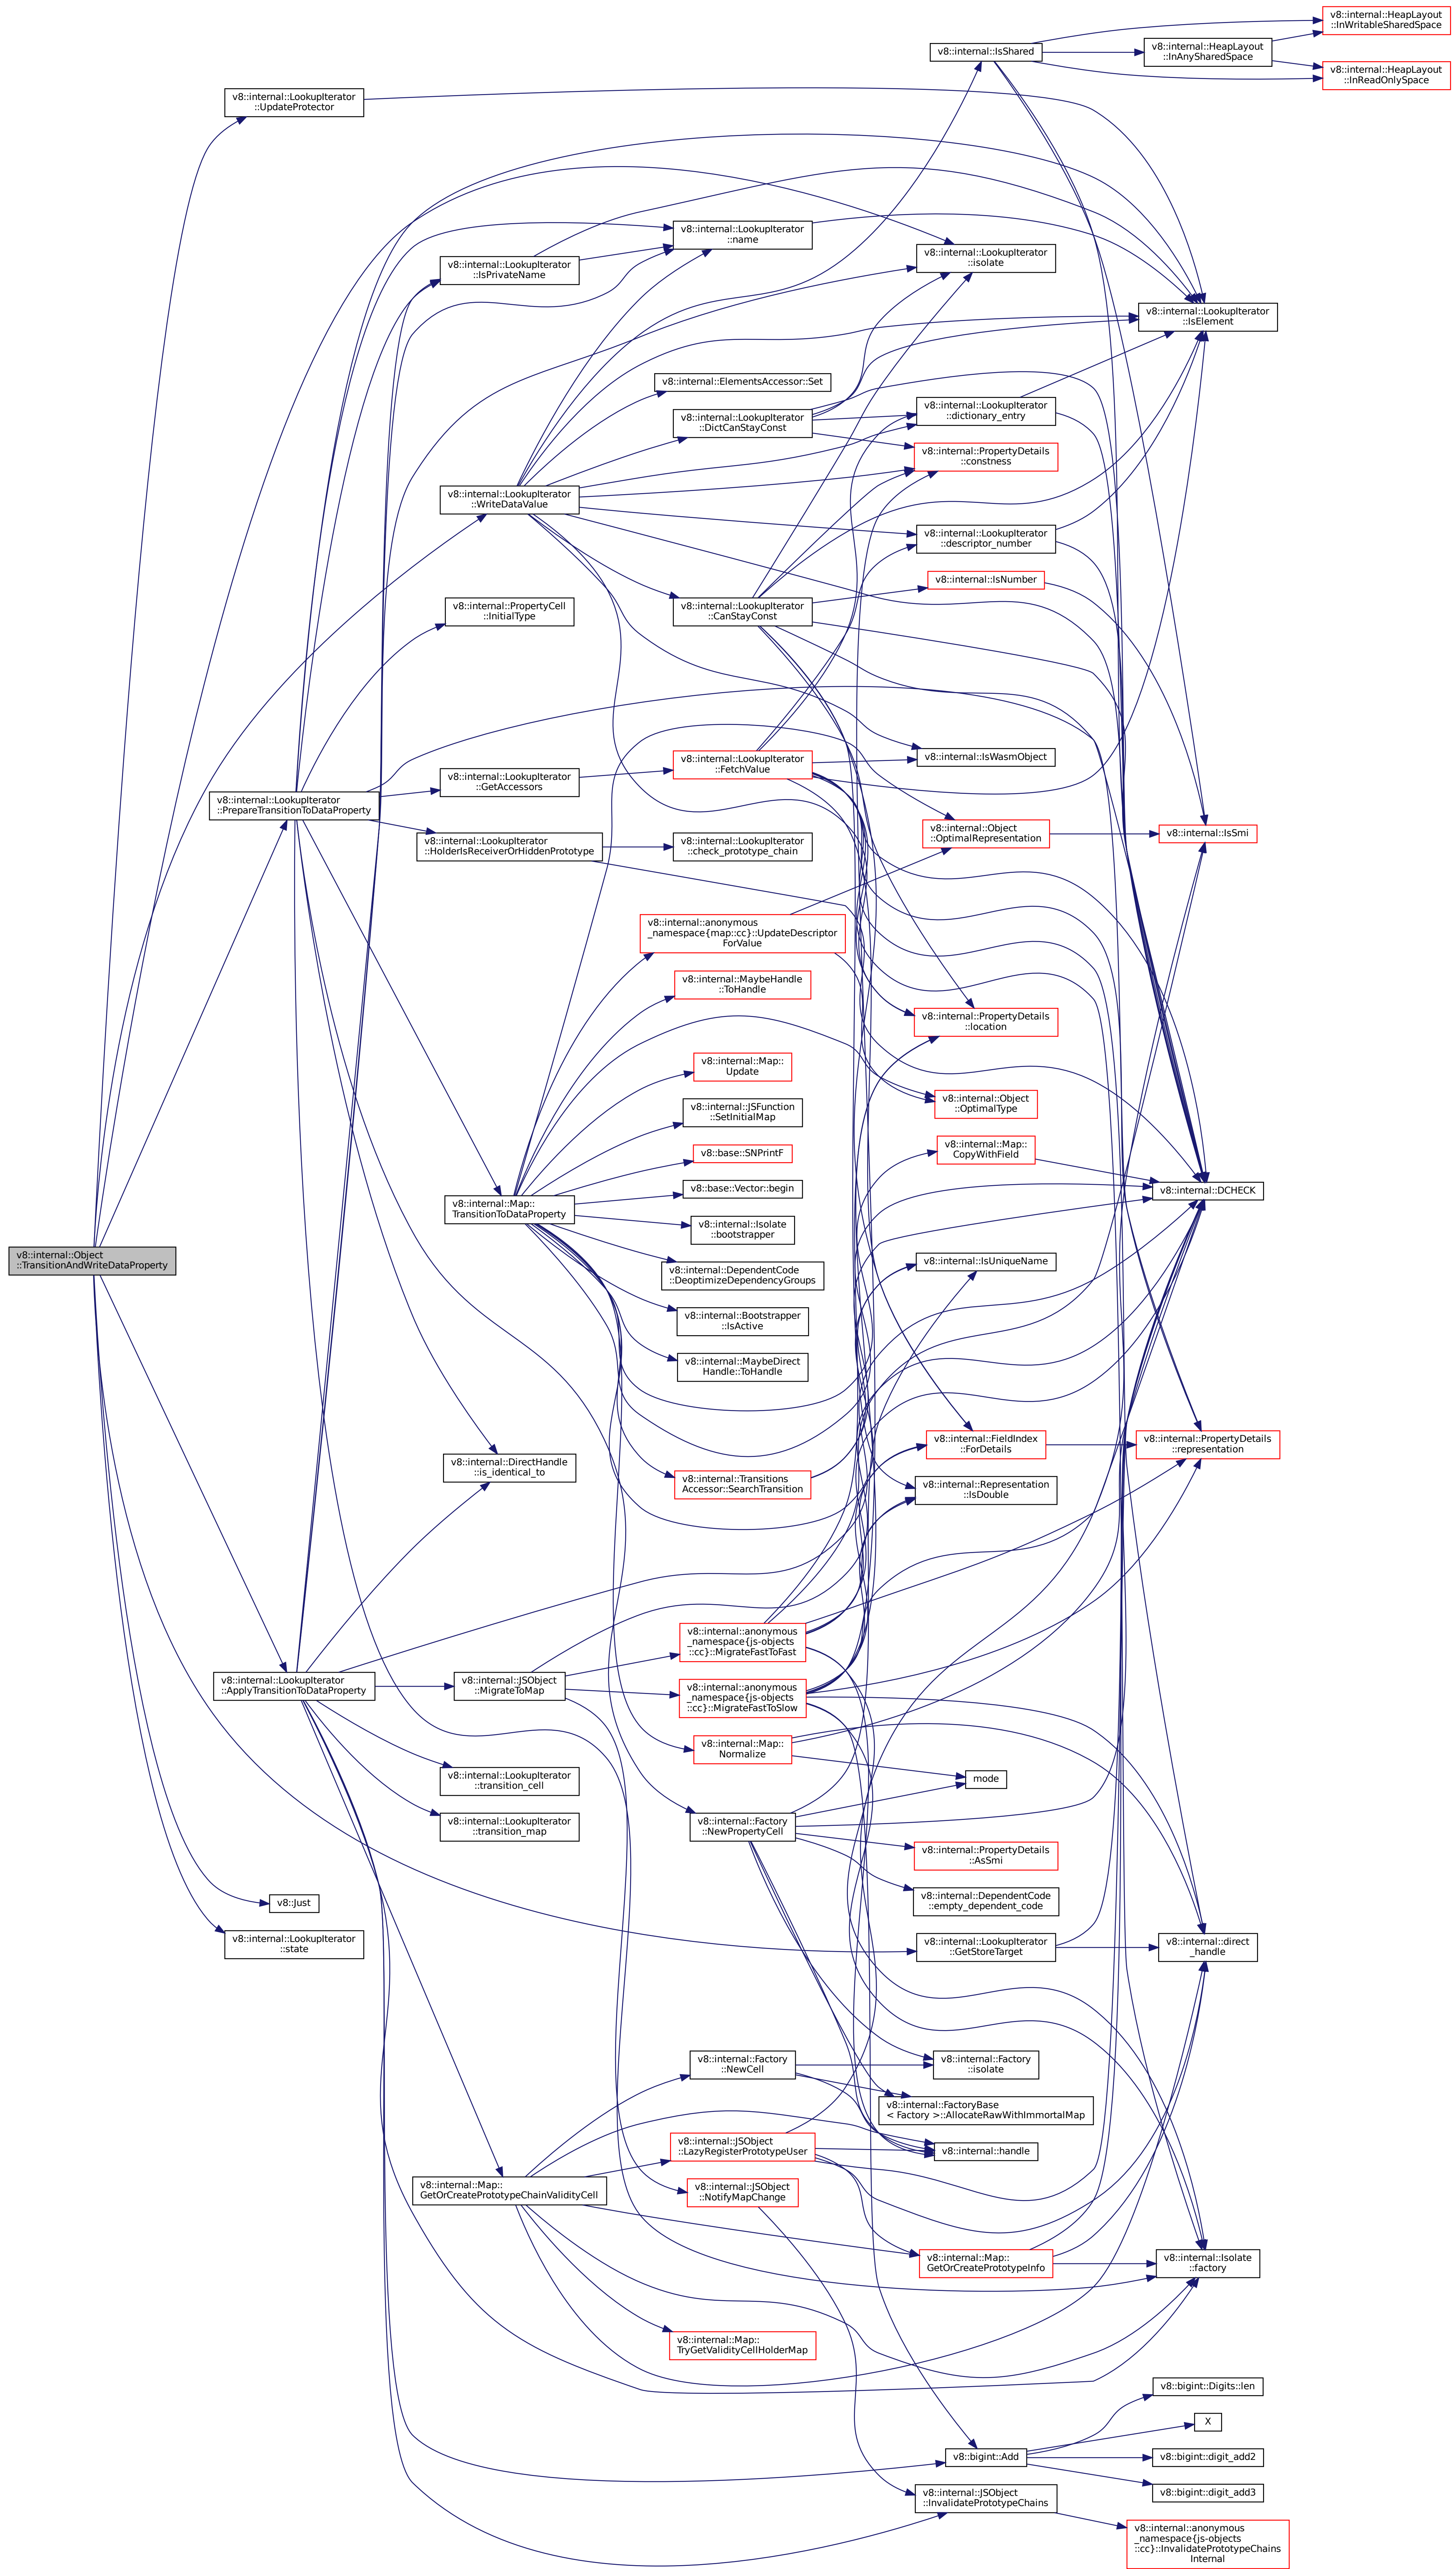 v8::internal::Object
::TransitionAndWriteDataProperty
v8::internal::LookupIterator
::UpdateProtector
v8::internal::LookupIterator
::PrepareTransitionToDataProperty
v8::internal::LookupIterator
::ApplyTransitionToDataProperty
v8::Just
v8::internal::LookupIterator
::state
v8::internal::LookupIterator
::IsPrivateName
v8::internal::LookupIterator
::WriteDataValue
v8::internal::PropertyCell
::InitialType
v8::internal::LookupIterator
::GetAccessors
v8::internal::LookupIterator
::HolderIsReceiverOrHiddenPrototype
v8::internal::Map::
TransitionToDataProperty
v8::internal::DirectHandle
::is_identical_to
v8::internal::JSObject
::MigrateToMap
v8::internal::LookupIterator
::transition_cell
v8::internal::LookupIterator
::transition_map
v8::internal::Map::
GetOrCreatePrototypeChainValidityCell
v8::internal::LookupIterator
::name
v8::internal::ElementsAccessor::Set
v8::internal::LookupIterator
::DictCanStayConst
v8::internal::LookupIterator
::CanStayConst
v8::internal::LookupIterator
::FetchValue
v8::internal::LookupIterator
::check_prototype_chain
v8::internal::anonymous
_namespace{map::cc}::UpdateDescriptor
ForValue
v8::internal::MaybeHandle
::ToHandle
v8::internal::Map::
Update
v8::internal::JSFunction
::SetInitialMap
v8::base::SNPrintF
v8::base::Vector::begin
v8::internal::Isolate
::bootstrapper
v8::internal::DependentCode
::DeoptimizeDependencyGroups
v8::internal::Bootstrapper
::IsActive
v8::internal::MaybeDirect
Handle::ToHandle
v8::internal::Transitions
Accessor::SearchTransition
v8::internal::anonymous
_namespace{js-objects
::cc}::MigrateFastToFast
v8::internal::anonymous
_namespace{js-objects
::cc}::MigrateFastToSlow
v8::internal::Map::
Normalize
v8::internal::Factory
::NewPropertyCell
v8::internal::Factory
::NewCell
v8::internal::JSObject
::LazyRegisterPrototypeUser
v8::internal::JSObject
::NotifyMapChange
v8::internal::Map::
TryGetValidityCellHolderMap
v8::internal::IsShared
v8::internal::LookupIterator
::isolate
v8::internal::LookupIterator
::dictionary_entry
v8::internal::PropertyDetails
::constness
v8::internal::LookupIterator
::descriptor_number
v8::internal::IsNumber
v8::internal::IsWasmObject
v8::internal::Object
::OptimalRepresentation
v8::internal::PropertyDetails
::location
v8::internal::Object
::OptimalType
v8::internal::Map::
CopyWithField
v8::internal::IsUniqueName
v8::internal::FieldIndex
::ForDetails
v8::internal::Representation
::IsDouble
mode
v8::internal::PropertyDetails
::AsSmi
v8::internal::DependentCode
::empty_dependent_code
v8::internal::LookupIterator
::GetStoreTarget
v8::internal::Factory
::isolate
v8::internal::FactoryBase
< Factory >::AllocateRawWithImmortalMap
v8::internal::handle
v8::internal::Map::
GetOrCreatePrototypeInfo
v8::bigint::Add
v8::internal::JSObject
::InvalidatePrototypeChains
v8::internal::HeapLayout
::InAnySharedSpace
v8::internal::LookupIterator
::IsElement
v8::internal::IsSmi
v8::internal::DCHECK
v8::internal::PropertyDetails
::representation
v8::internal::direct
_handle
v8::internal::Isolate
::factory
v8::bigint::Digits::len
X
v8::bigint::digit_add2
v8::bigint::digit_add3
v8::internal::anonymous
_namespace{js-objects
::cc}::InvalidatePrototypeChains
Internal
v8::internal::HeapLayout
::InWritableSharedSpace
v8::internal::HeapLayout
::InReadOnlySpace